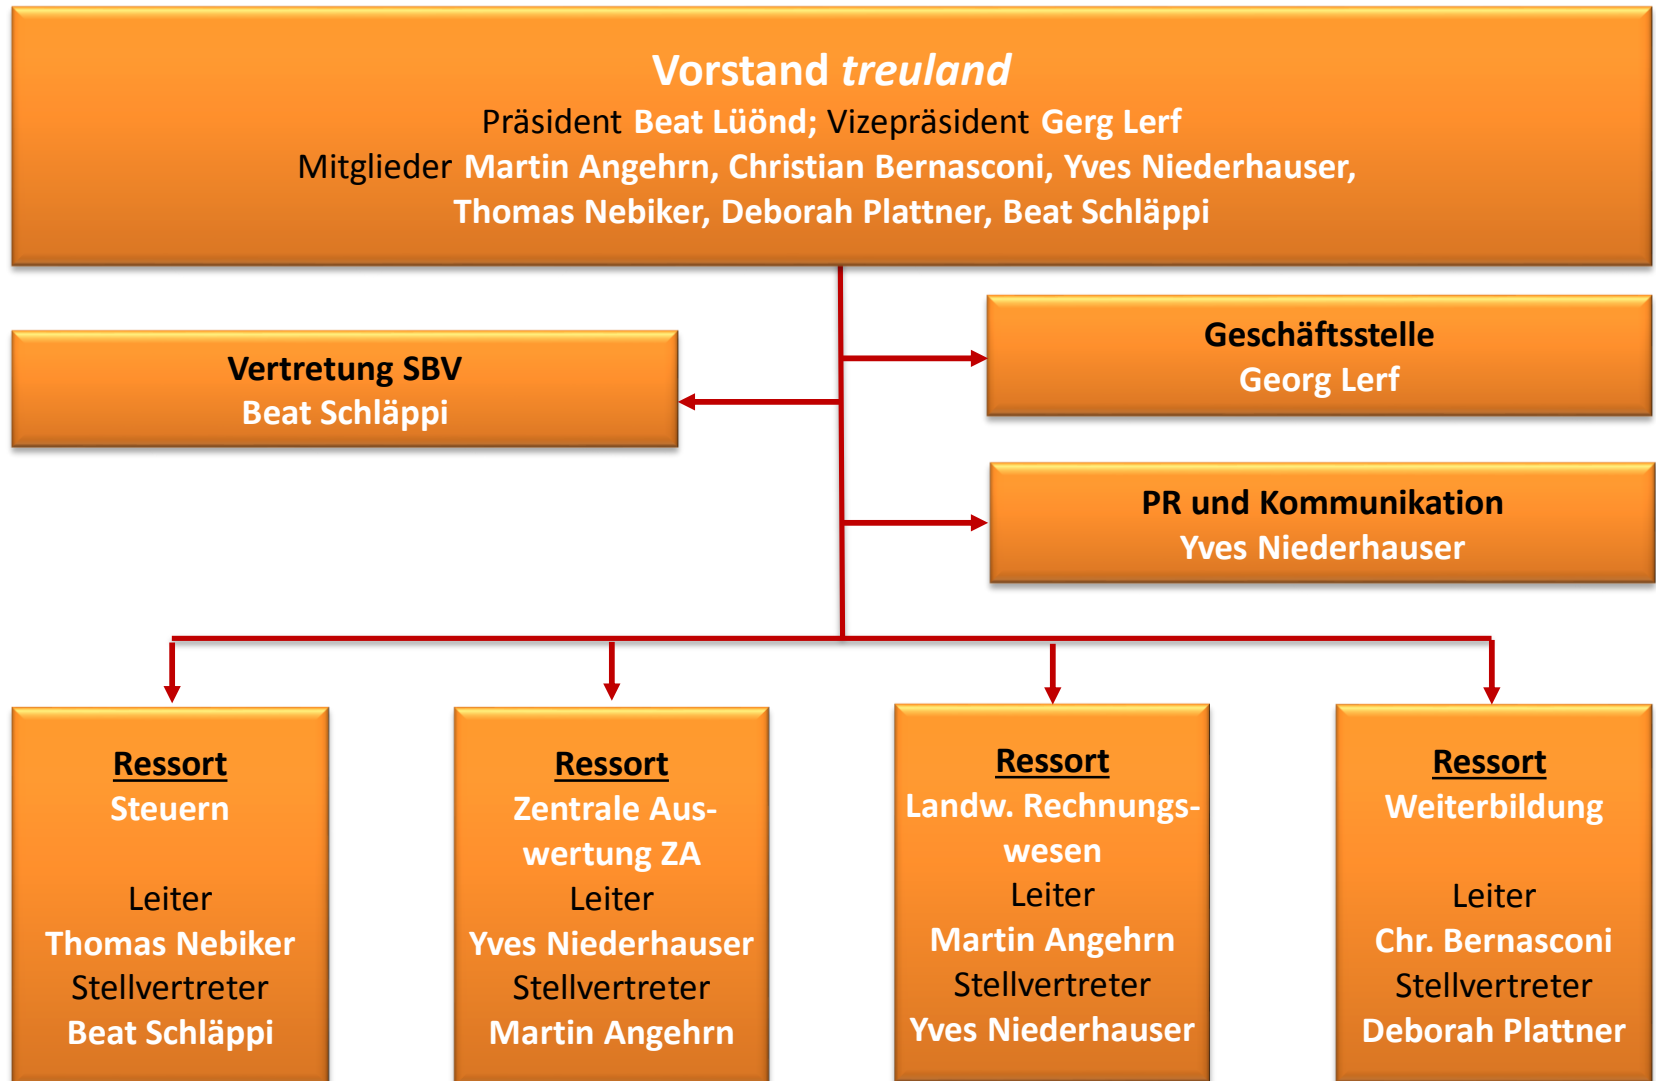 Vorstand treuland
Präsident Beat Lüönd; Vizepräsident Gerg Lerf
Mitglieder Martin Angehrn, Christian Bernasconi, Yves Niederhauser,
Thomas Nebiker, Deborah Plattner, Beat Schläppi
Vertretung SBV
Beat Schläppi
Geschäftsstelle
Georg Lerf
PR und Kommunikation
Yves Niederhauser
Ressort
Steuern
Leiter
Thomas Nebiker
Stellvertreter
Beat Schläppi
Ressort
Zentrale Aus-
wertung ZA
Leiter
Yves Niederhauser
Stellvertreter
Martin Angehrn
Ressort
Landw. Rechnungs-
wesen
Leiter
Martin Angehrn
Stellvertreter
Yves Niederhauser
Ressort
Weiterbildung
Leiter
Chr. Bernasconi
Stellvertreter
Deborah Plattner